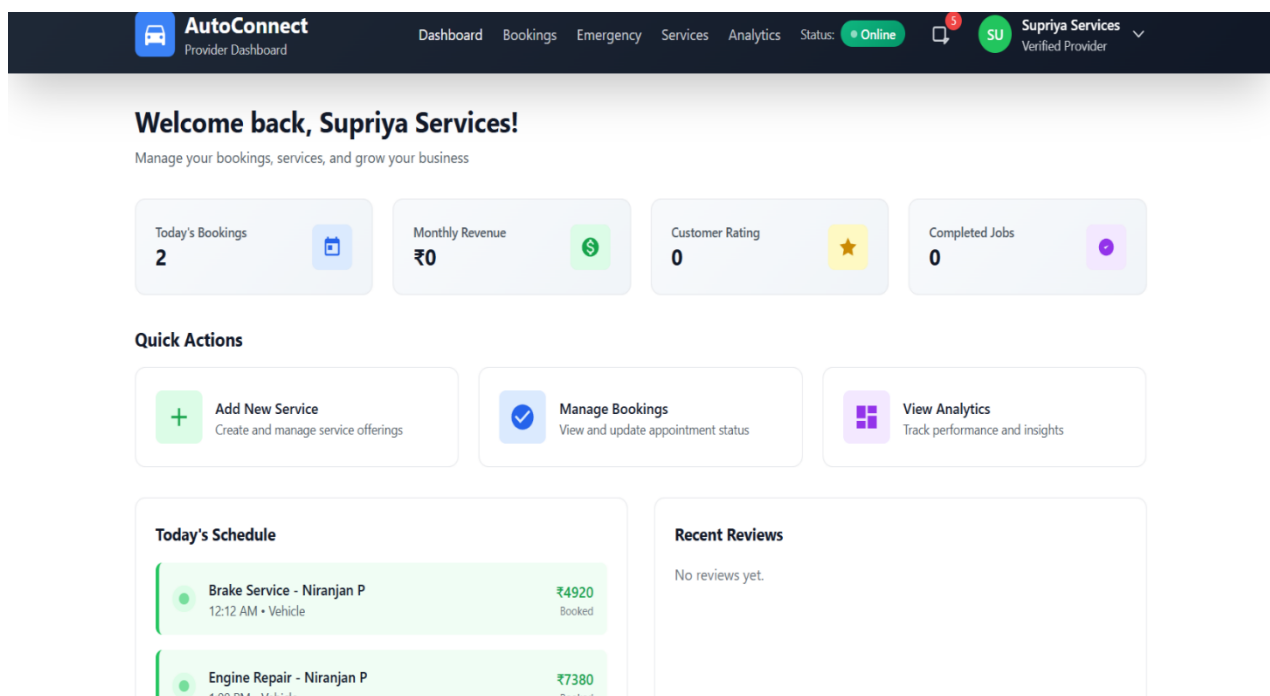 AutoConnect
Provider Dashboard
Dashboard Bookings Emergency Services Analytics Status: Online 5 SU Supriya Services
Verified Provider
Welcome back, Supriya Services!
Manage your bookings, services, and grow your business
Today's Bookings
2
Monthly Revenue
₹0
Customer Rating
0
Completed Jobs
0
Quick Actions
Add New Service
Create and manage service offerings
Manage Bookings
View and update appointment status
View Analytics
Track performance and insights
Today's Schedule
Brake Service - Niranjan P
12:12 AM • Vehicle
₹4920
Booked
Engine Repair - Niranjan P
₹7380
Recent Reviews
No reviews yet.